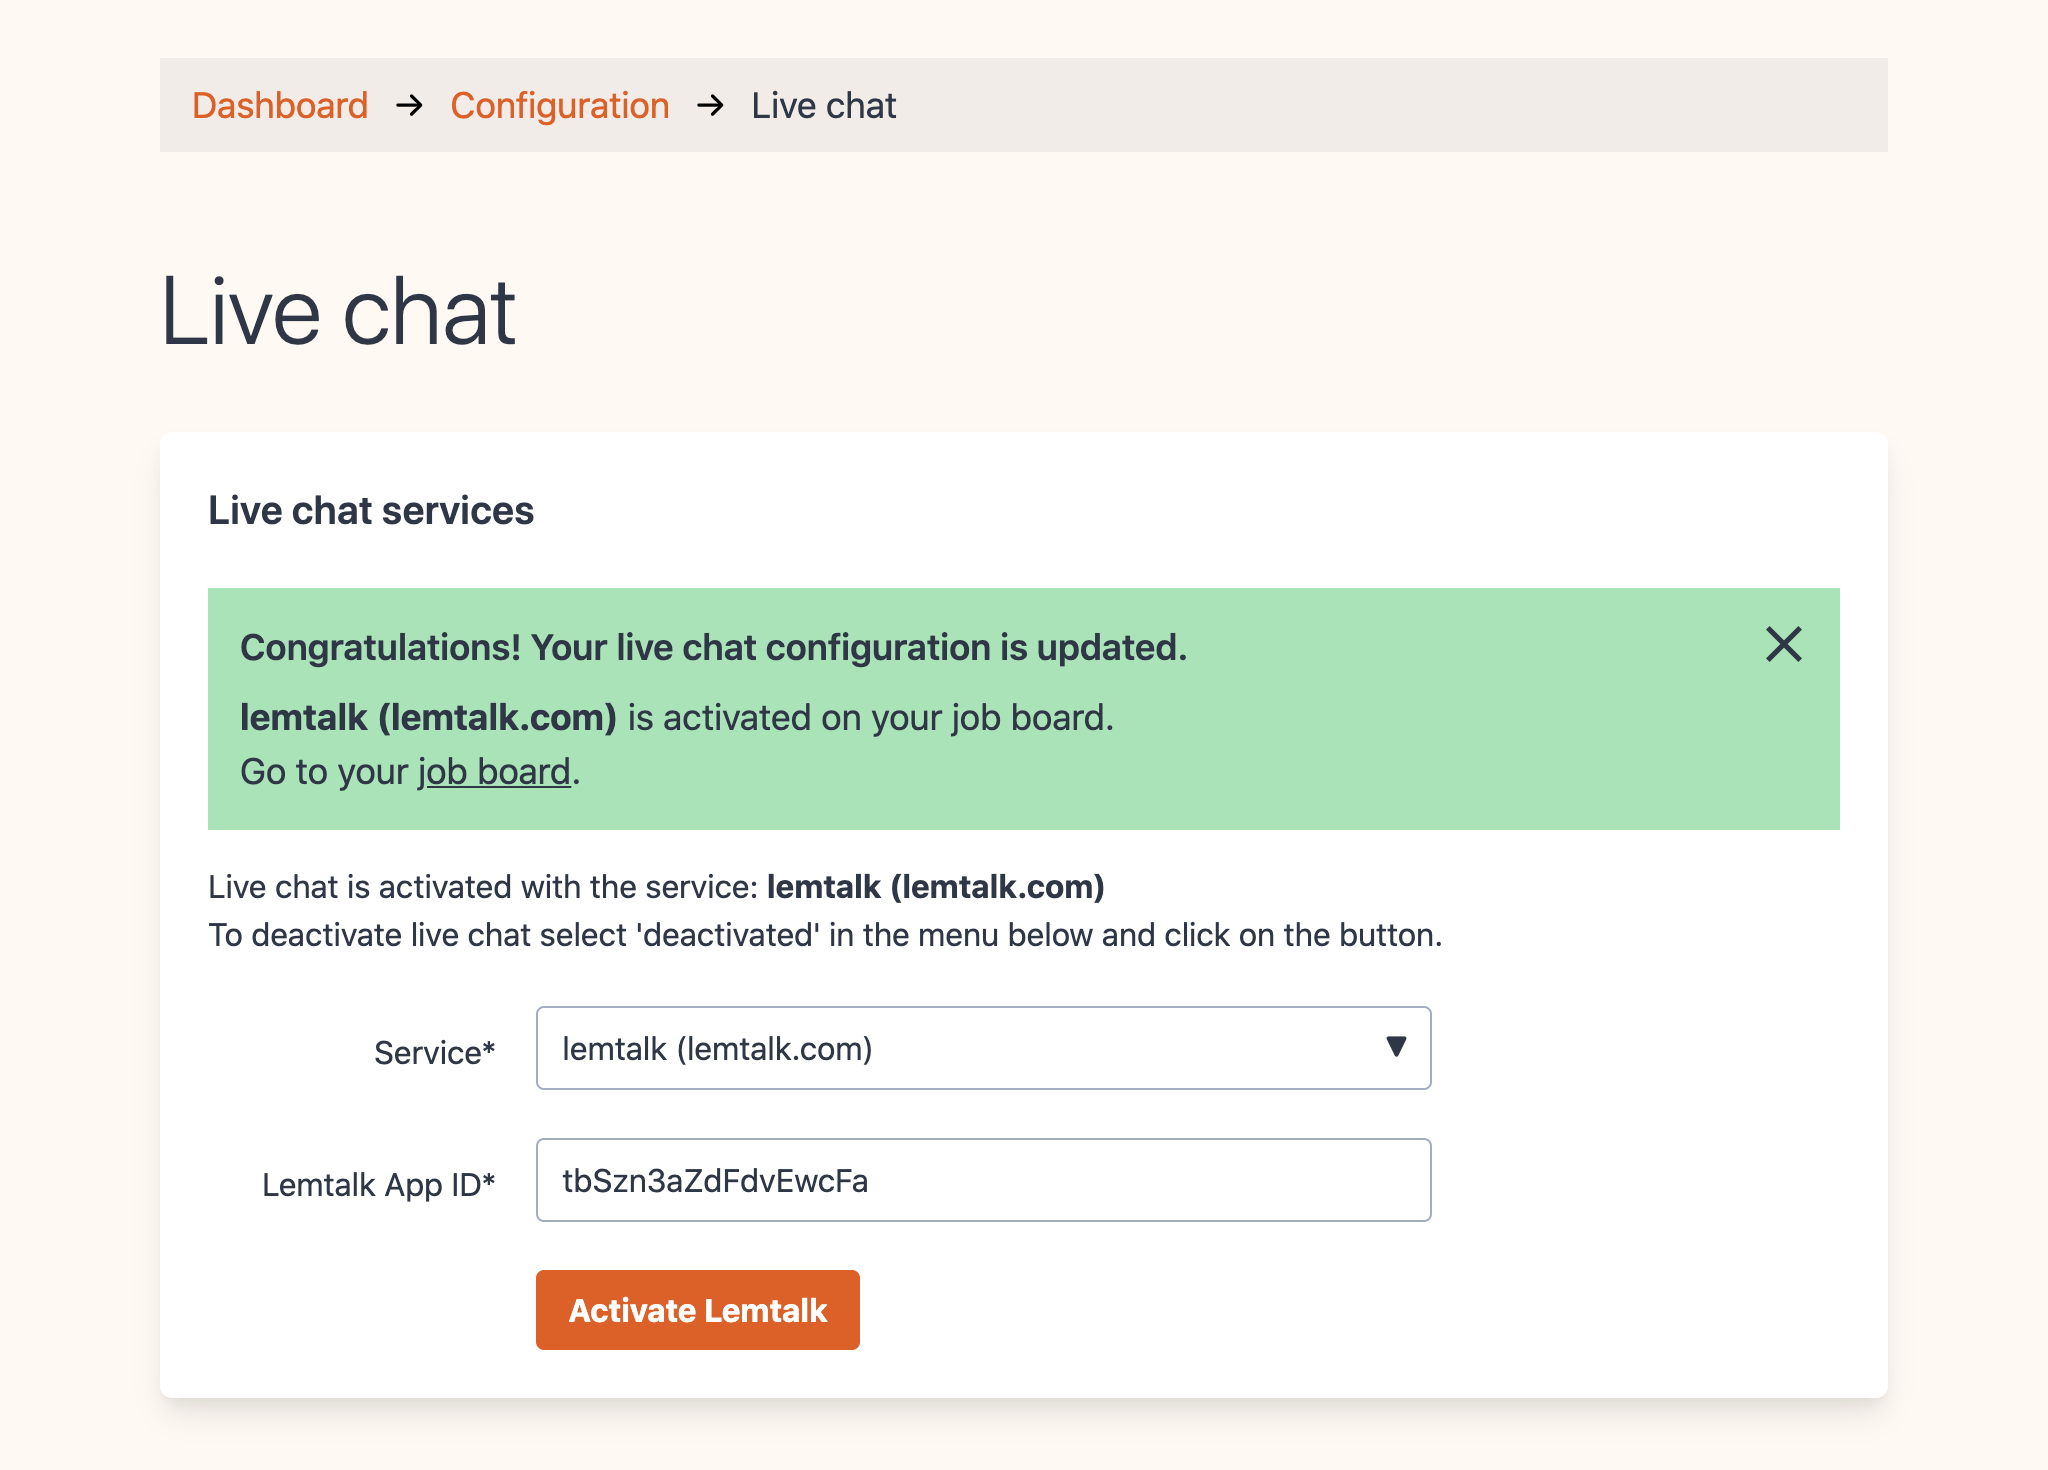 Dashboard → Configuration → Live chat
Live chat
Live chat services
Congratulations! Your live chat configuration is updated.
lemtalk (lemtalk.com) is activated on your job board.
Go to your job board.
Live chat is activated with the service: lemtalk (lemtalk.com)
To deactivate live chat select 'deactivated' in the menu below and click on the button.
Service* lemtalk (lemtalk.com)
Lemtalk App ID* tbSzn3aZdFdvEwcFa
Activate Lemtalk